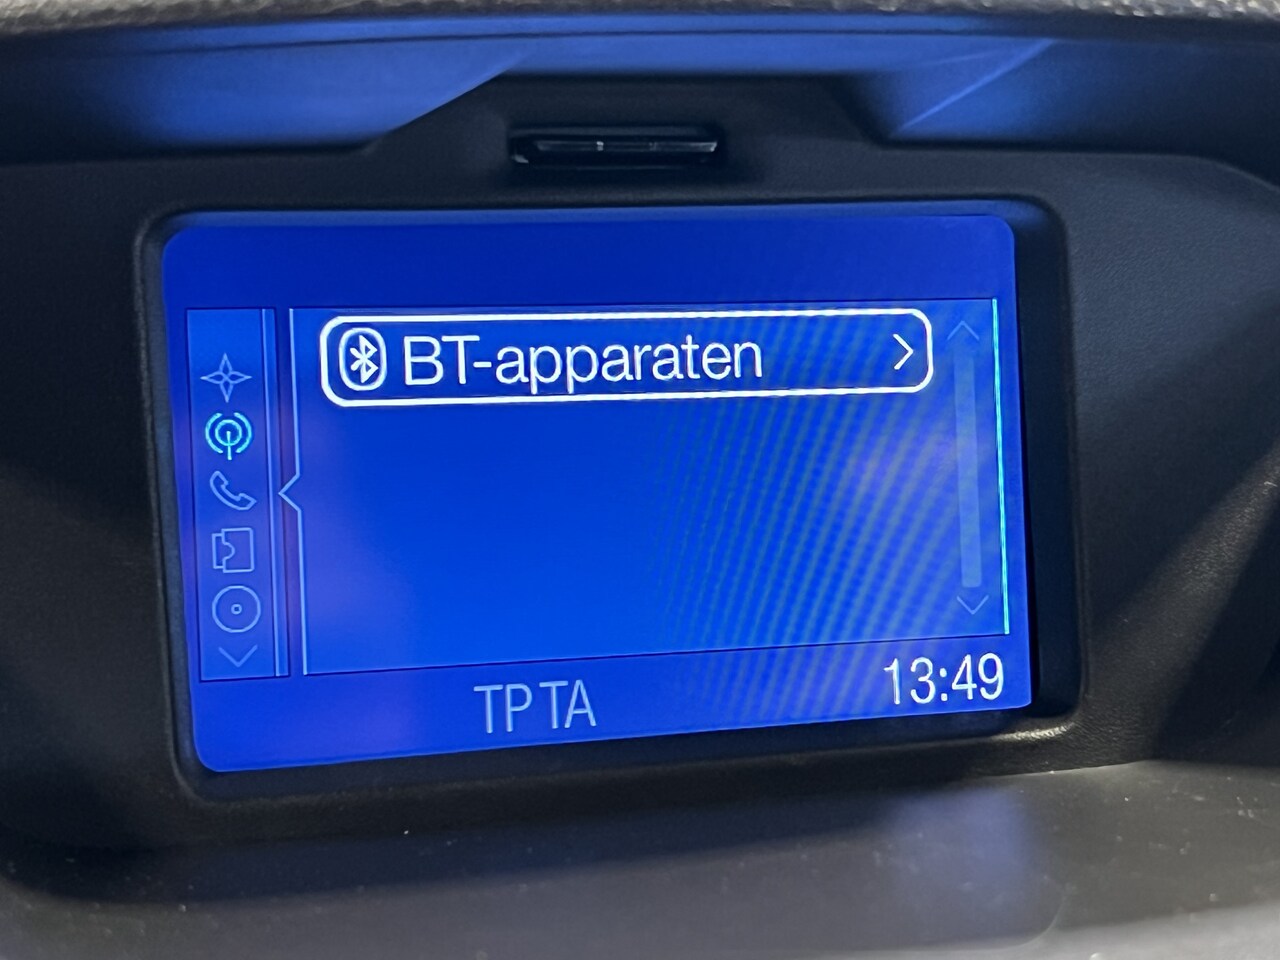 BT-apparaten
TP TA
13:49